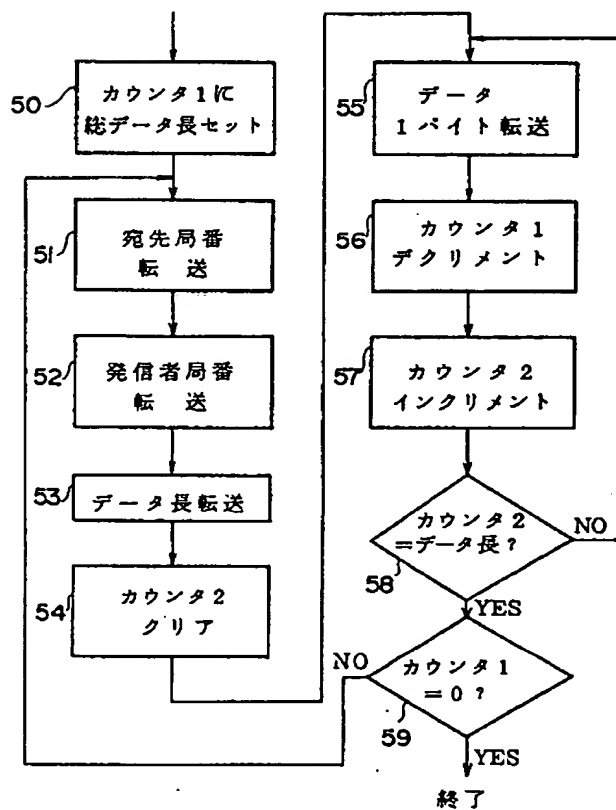 50
カウンタ1に
総データ長セット
51
宛先局番
転送
52
発信者局番
転送
53
データ長転送
54
カウンタ2
クリア
55
データ
1バイト転送
56
カウンタ1
デクリメント
57
カウンタ2
インクリメント
カウンタ2
=データ長?
NO
58
YES
NO
カウンタ1
=0?
59
YES
終了